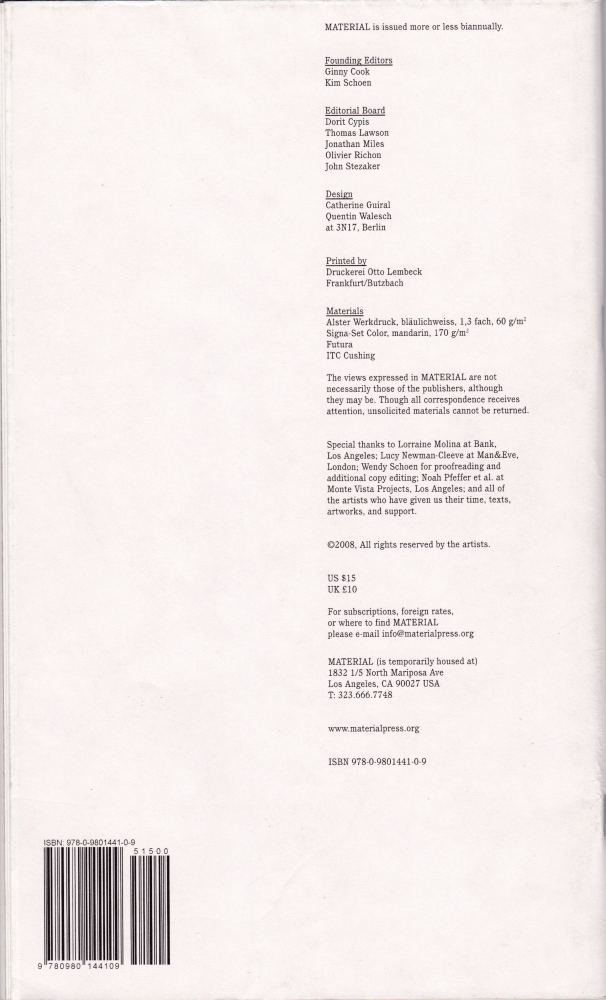 MATERIAL is issued more or less biannually.
Founding Editors
Ginny Cook
Kim Schoen
Editorial Board
Dorit Cypis
Thomas Lawson
Jonathan Miles
Olivier Richon
John Stezaker
Design
Catherine Guiral
Quentin Walesch
at 3N17, Berlin
Printed by
Druckerei Otto Lembeck
Frankfurt/Butzbach
Materials
Alster Werkdruck, bläulichweiss, 1,3 fach, 60 g/m²
Signa-Set Color, mandarin, 170 g/m²
Futura
ITC Cushing
The views expressed in MATERIAL are not
necessarily those of the publishers, although
they may be. Though all correspondence receives
attention, unsolicited materials cannot be returned.
Special thanks to Lorraine Molina at Bank,
Los Angeles; Lucy Newman-Cleeve at Man&Eve,
London; Wendy Schoen for proofreading and
additional copy editing; Noah Pfeffer et al. at
Monte Vista Projects, Los Angeles; and all of
the artists who have given us their time, texts,
artworks, and support.
©2008, All rights reserved by the artists.
US $15
UK £10
For subscriptions, foreign rates,
or where to find MATERIAL
please e-mail info@materialpress.org
MATERIAL (is temporarily housed at)
1832 1/5 North Mariposa Ave
Los Angeles, CA 90027 USA
T: 323.666.7748
www.materialpress.org
ISBN 978-0-9801441-0-9
ISBN: 978-0-9801441-0-9
51500
9 780980 144109